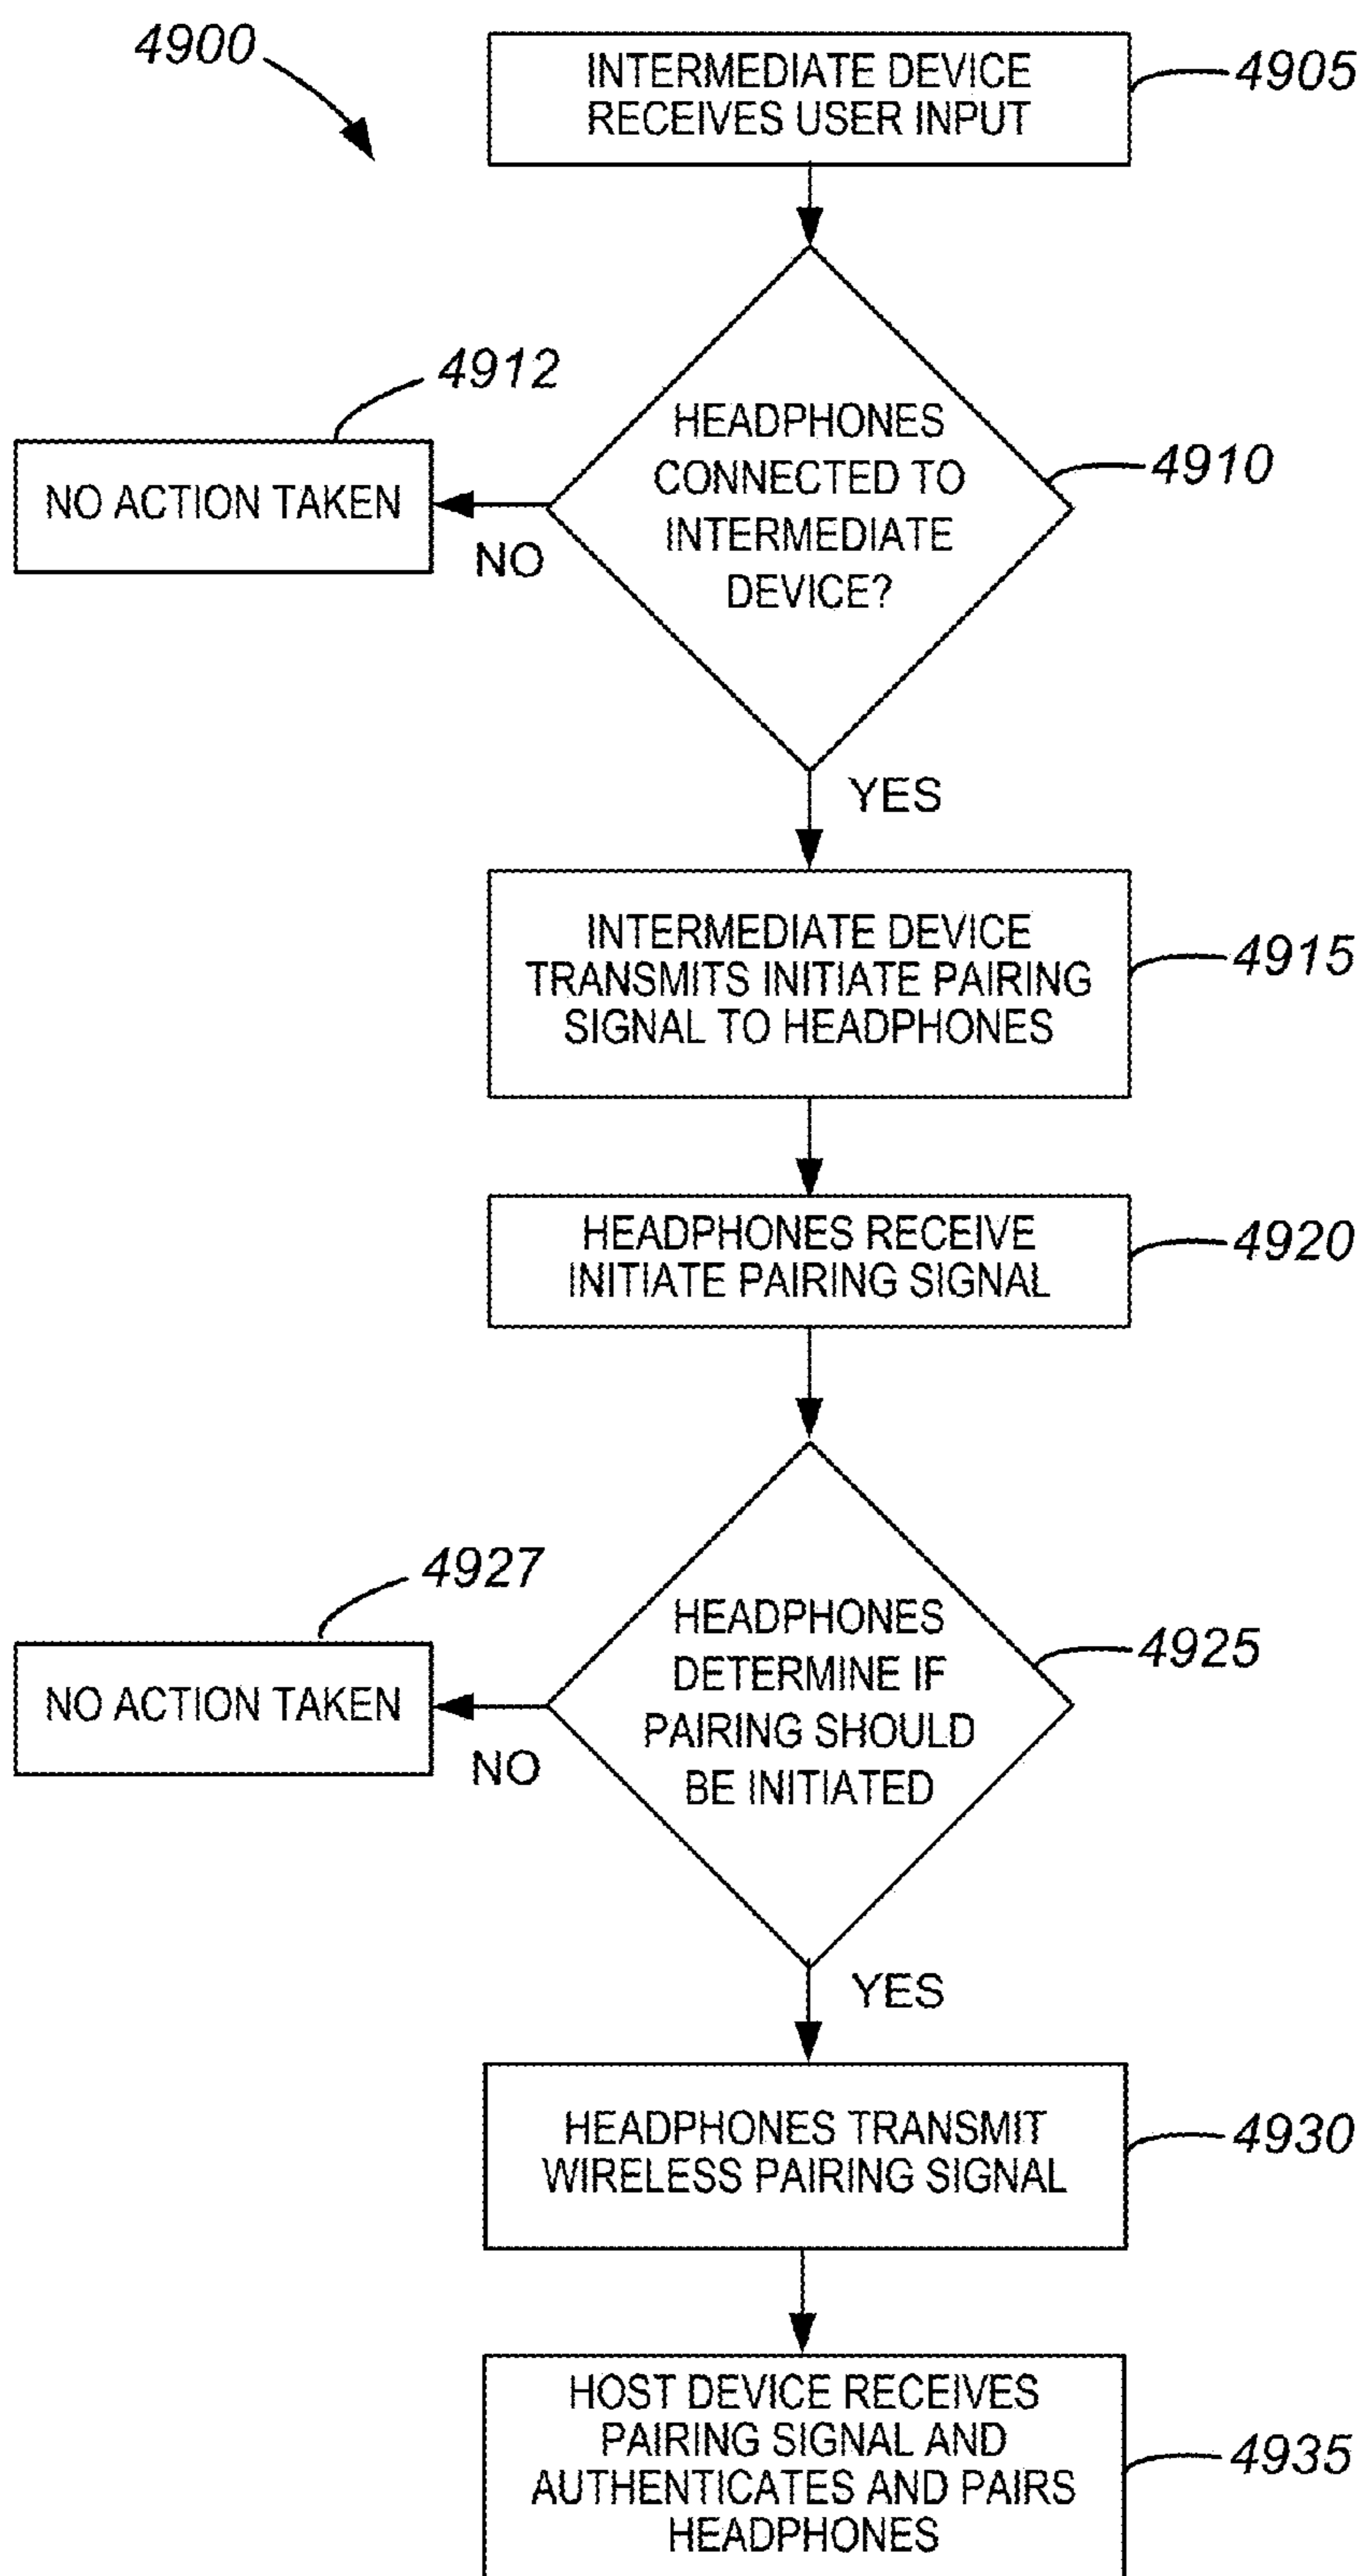 4900
INTERMEDIATE DEVICE
RECEIVES USER INPUT
4905
HEADPHONES
CONNECTED TO
INTERMEDIATE
DEVICE?
4910
4912
NO ACTION TAKEN
NO
YES
INTERMEDIATE DEVICE
TRANSMITS INITIATE PAIRING
SIGNAL TO HEADPHONES
4915
HEADPHONES RECEIVE
INITIATE PAIRING SIGNAL
4920
HEADPHONES
DETERMINE IF
PAIRING SHOULD
BE INITIATED
4925
4927
NO ACTION TAKEN
NO
YES
HEADPHONES TRANSMIT
WIRELESS PAIRING SIGNAL
4930
HOST DEVICE RECEIVES
PAIRING SIGNAL AND
AUTHENTICATES AND PAIRS
HEADPHONES
4935